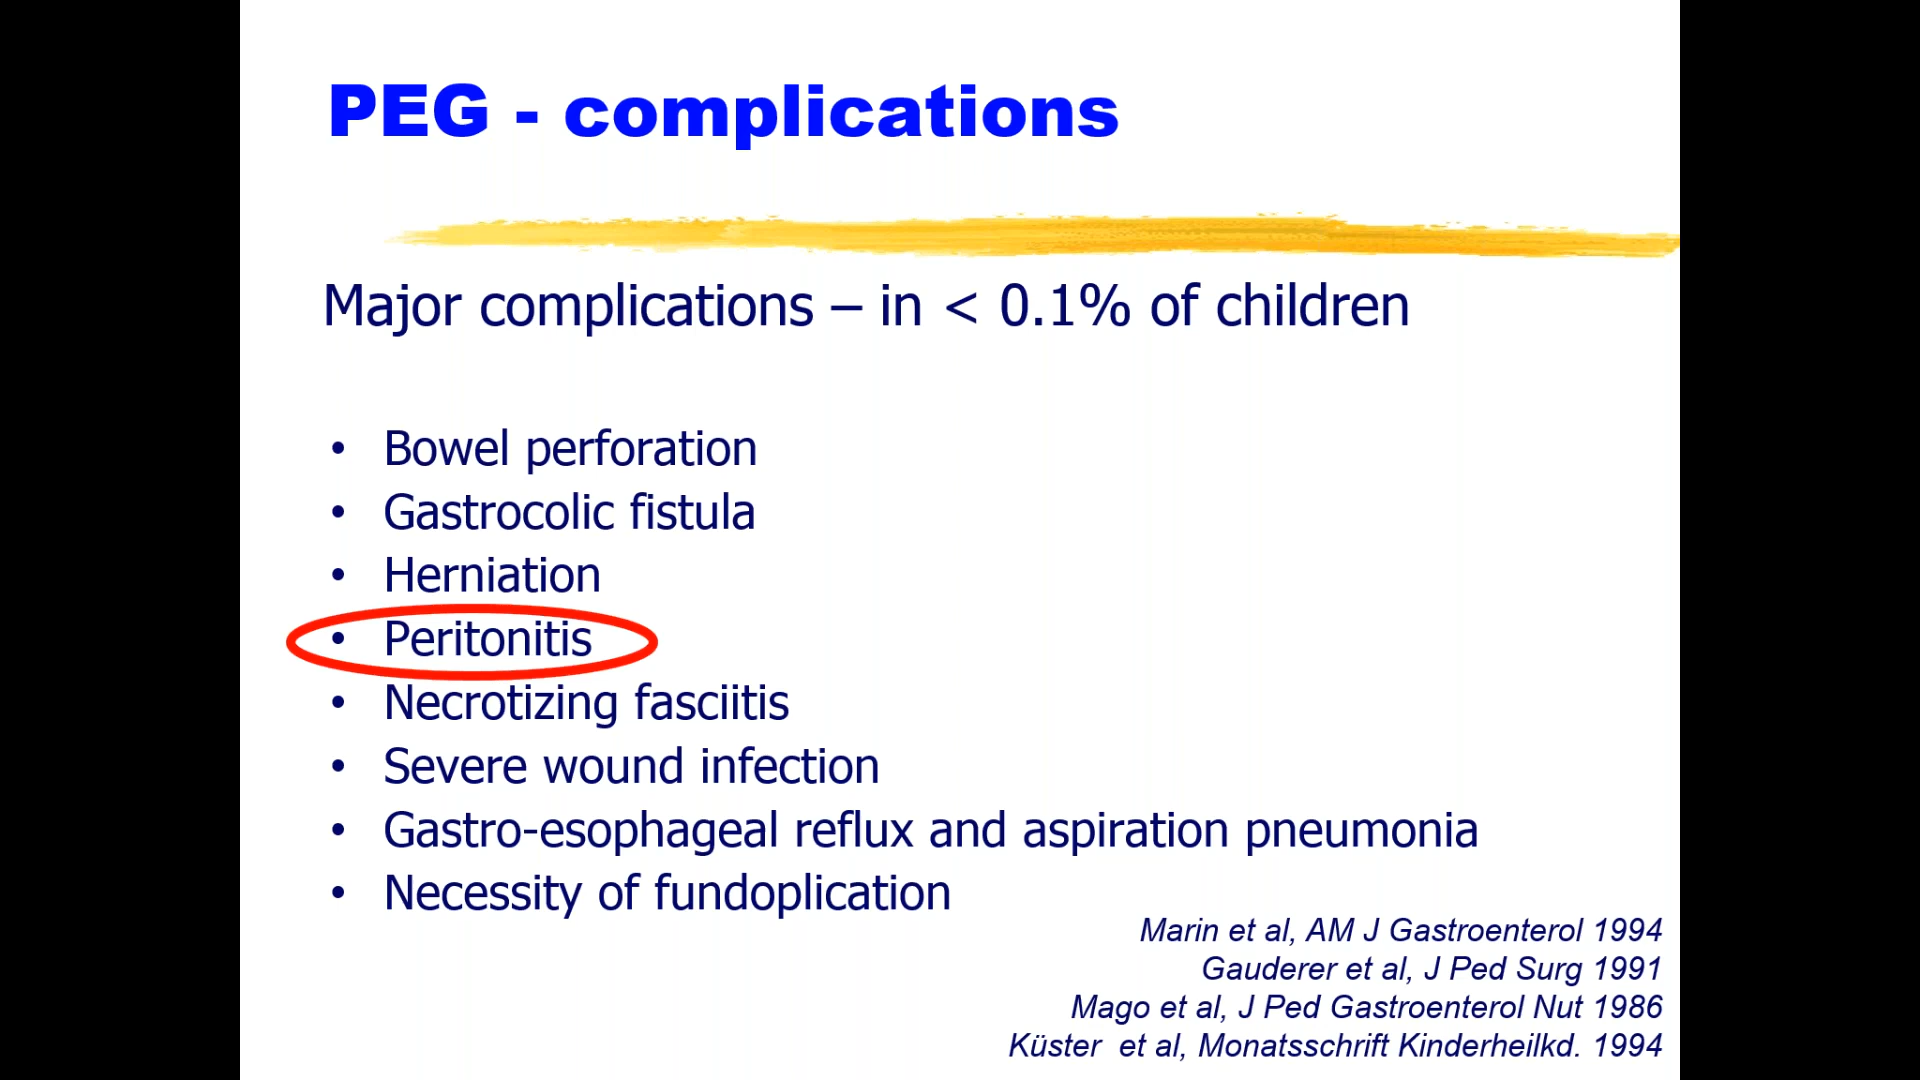 PEG - complications
Major complications – in < 0.1% of children
• Bowel perforation
• Gastrocolic fistula
• Herniation
• Peritonitis
• Necrotizing fasciitis
• Severe wound infection
• Gastro-esophageal reflux and aspiration pneumonia
• Necessity of fundoplication
Marin et al, AM J Gastroenterol 1994
Gauderer et al, J Ped Surg 1991
Mago et al, J Ped Gastroenterol Nut 1986
Küster et al, Monatsschrift Kinderheilkd. 1994